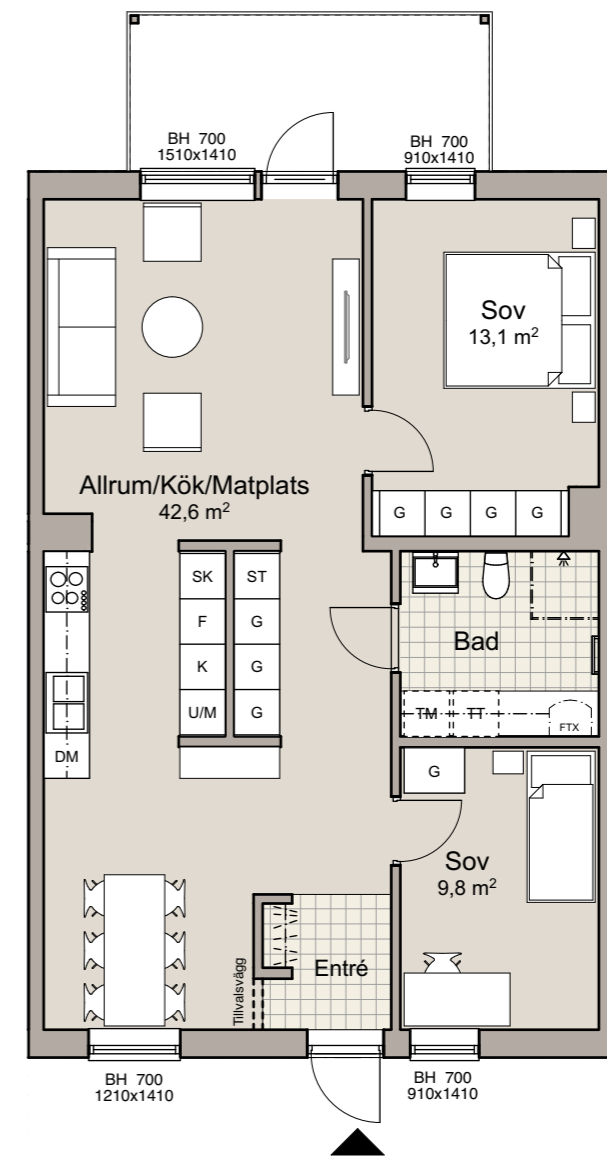 BH 700
1510x1410
BH 700
910x1410
Sov
13,1 m²
Allrum/Kök/Matplats
42,6 m²
G G G G
SK ST
F G
K G
U/M G
DM
Bad
TM TT
FTX
G
Sov
9,8 m²
Entré
Tillvalsvägg
BH 700
1210x1410
BH 700
910x1410